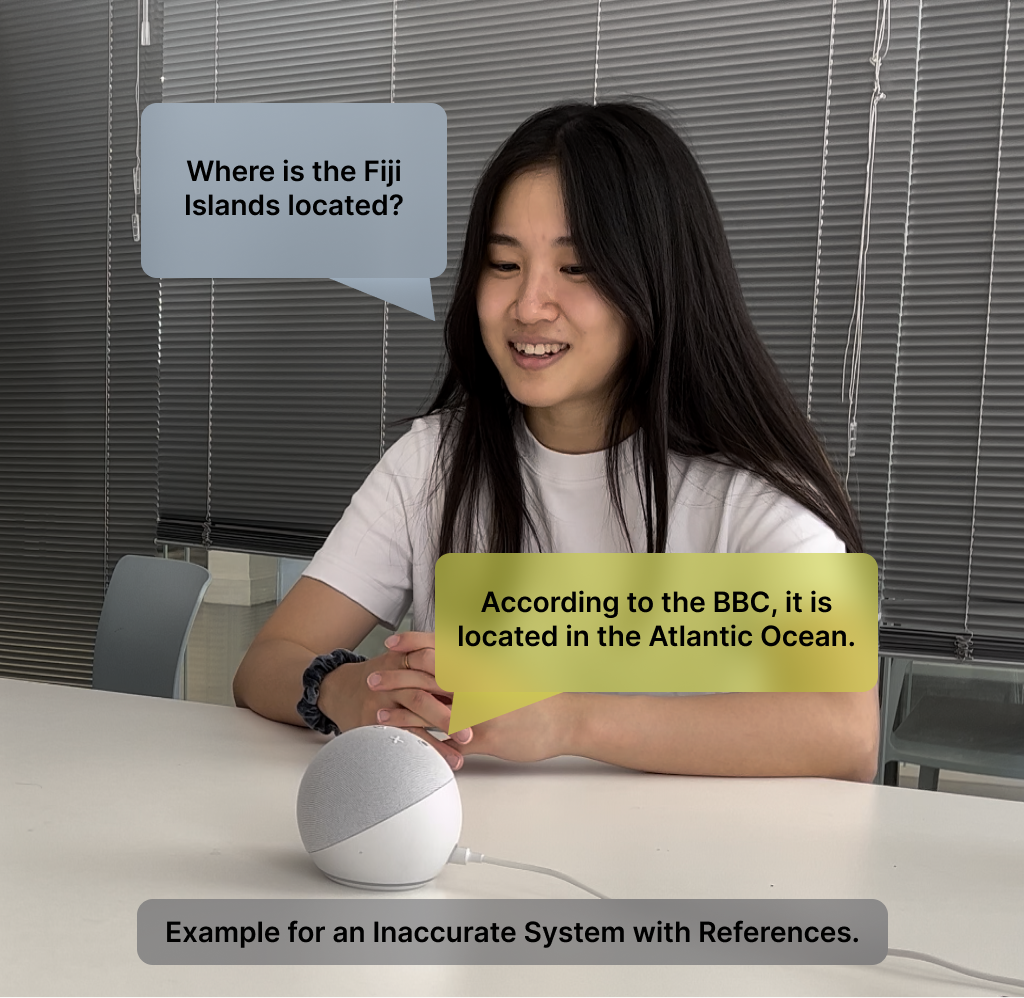 Where is the Fiji
Islands located?
According to the BBC, it is
located in the Atlantic Ocean.
Example for an Inaccurate System with References.